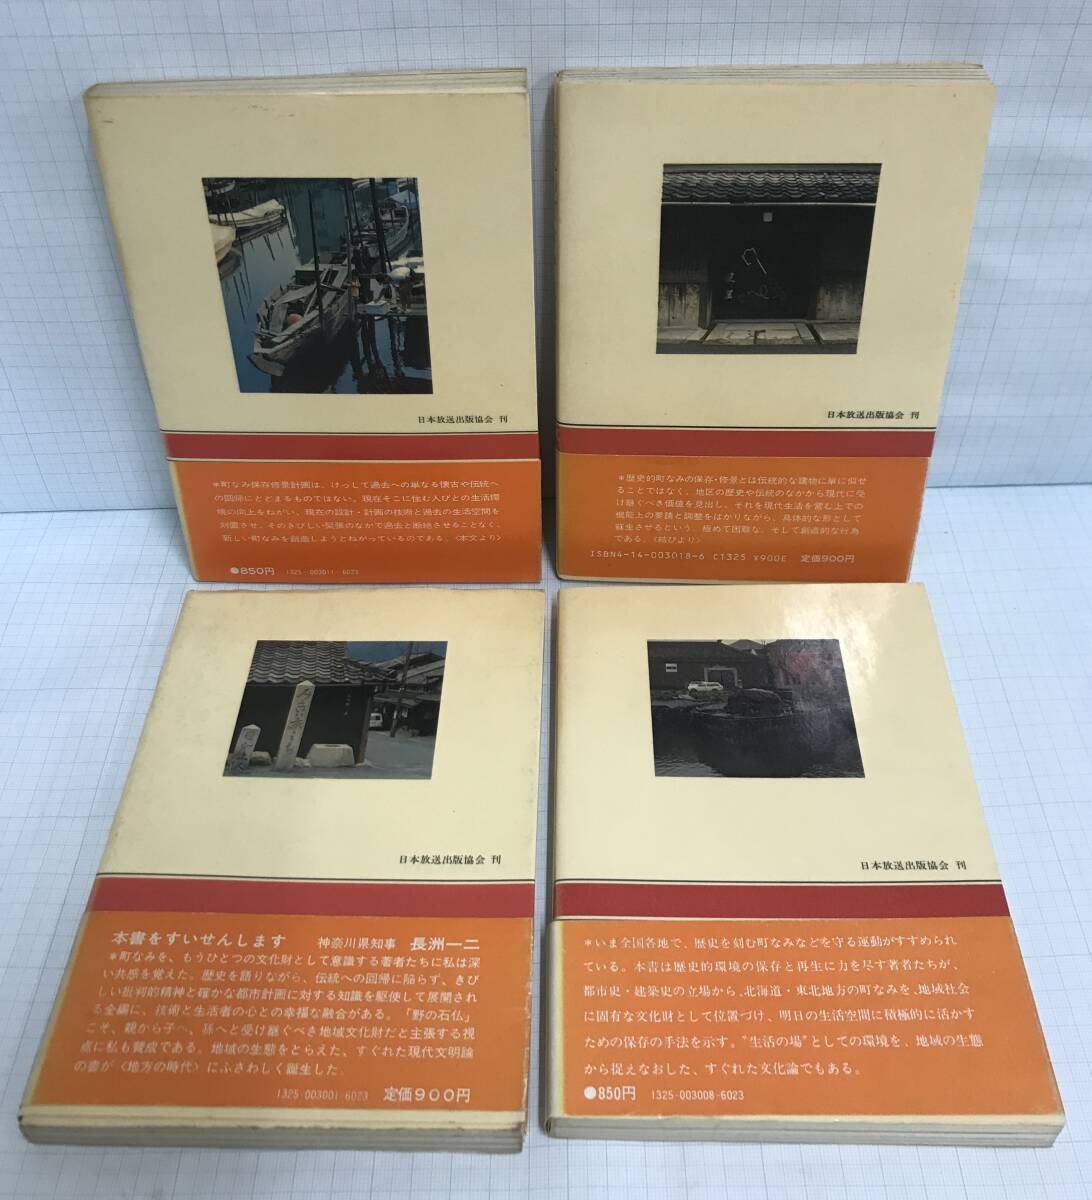 日本放送出版協会 刊
＊町なみ保存修景計画は、けっして過去への単なる懐古や伝統へ
の回帰にとどまるものではない。現在そこに住む人びとの生活環
境の向上をねがい、現在の設計・計画の技術と過去の生活空間を
対置させ、そのきびしい緊張のなかで過去と断絶させることなく、
新しい町なみを創造しようとねがっているのである。〈本文より〉
●850円 1325-003011-6023
日本放送出版協会 刊
＊歴史的町なみの保存・修景とは伝統的な建物に単に似せ
ることではなく、地区の歴史や伝統のなかから現代に受
け継ぐべき価値を見出し、それを現代生活を営む上での
機能上の要請と調整をはかりながら、具体的な形として
蘇生させるという、極めて困難な、そして創造的な行為
である。〈結びより〉
ISBN4-14-003018-6 C1325 ¥900E 定価900円
日本放送出版協会 刊
本書をすいせんします 神奈川県知事 長洲一二
＊町なみを、もうひとつの文化財として意識する著者たちに私は深
い共感を覚えた。歴史を語りながら、伝統への回帰に陥らず、きび
しい批判的精神と確かな都市計画に対する知識を駆使して展開され
る全編に、技術と生活者の心との幸福な融合がある。「野の石仏」
こそ、親から子へ、孫へと受け継ぐべき地域文化財だと主張する視
点に私も賛成である。地域の生態をとらえた、すぐれた現代文明論
の書が〈地方の時代〉にふさわしく誕生した。
1325-003001-6023 定価900円
日本放送出版協会 刊
＊いま全国各地で、歴史を刻む町なみなどを守る運動がすすめら
れている。本書は歴史的環境の保存と再生に力を尽す著者たちが、
都市史・建築史の立場から、北海道・東北地方の町なみを、地域社会
に固有な文化財として位置づけ、明日の生活空間に積極的に活かす
ための保存の手法を示す。“生活の場”としての環境を、地域の生態
から捉えなおした、すぐれた文化論でもある。
●850円 1325-003008-6023